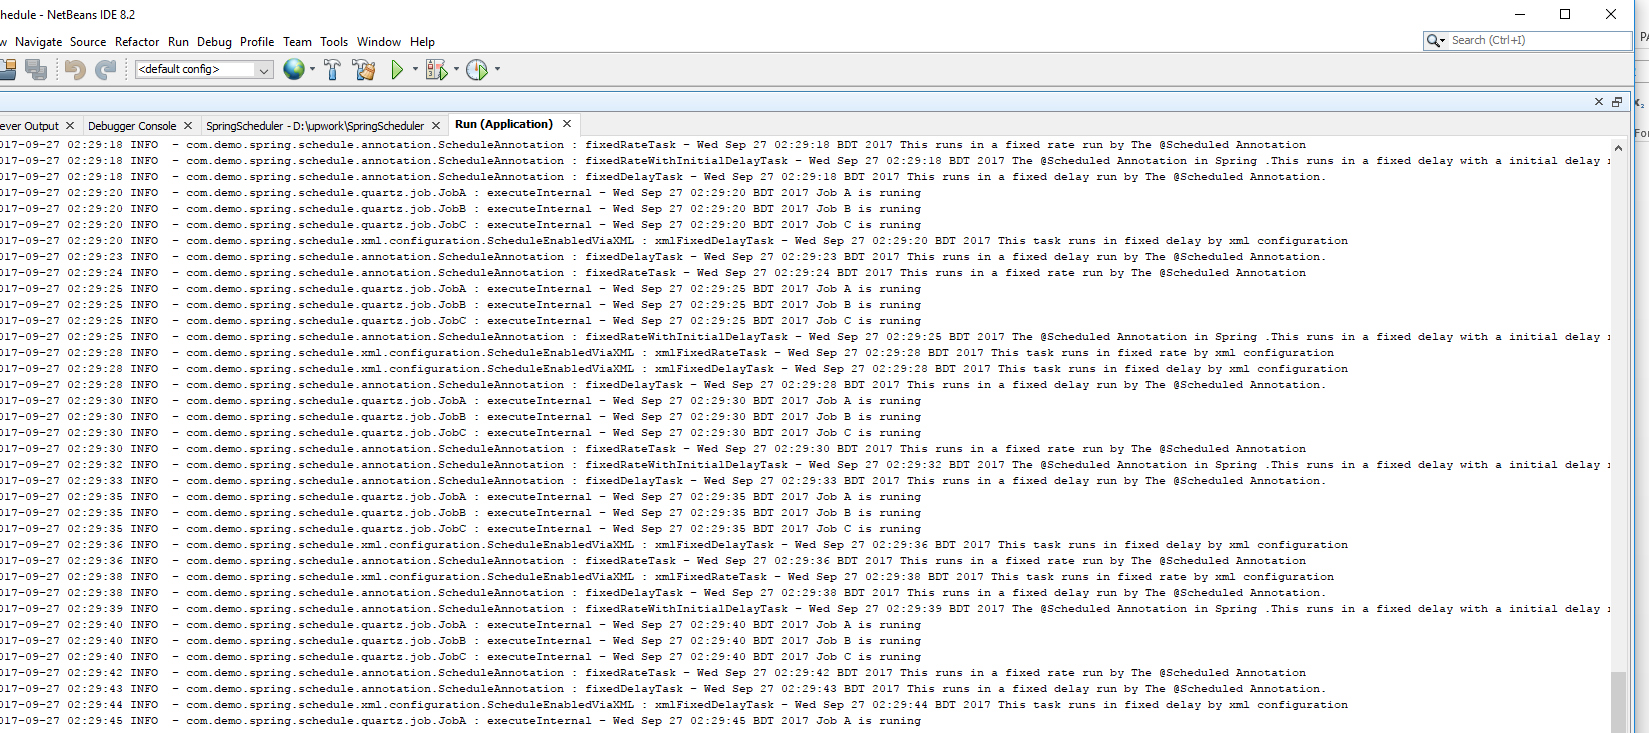 hedule - NetBeans IDE 8.2
w Navigate Source Refactor Run Debug Profile Team Tools Window Help
Search (Ctrl+I)
<default config>
ever Output
Debugger Console
SpringScheduler - D:\upwork\SpringScheduler
Run (Application)
017-09-27 02:29:18 INFO  - com.demo.spring.schedule.annotation.ScheduleAnnotation : fixedRateTask - Wed Sep 27 02:29:18 BDT 2017 This runs in a fixed rate run by The @Scheduled Annotation
017-09-27 02:29:18 INFO  - com.demo.spring.schedule.annotation.ScheduleAnnotation : fixedRateWithInitialDelayTask - Wed Sep 27 02:29:18 BDT 2017 The @Scheduled Annotation in Spring .This runs in a fixed delay with a initial delay
017-09-27 02:29:18 INFO  - com.demo.spring.schedule.annotation.ScheduleAnnotation : fixedDelayTask - Wed Sep 27 02:29:18 BDT 2017 This runs in a fixed delay run by The @Scheduled Annotation.
017-09-27 02:29:20 INFO  - com.demo.spring.schedule.quartz.job.JobA : executeInternal - Wed Sep 27 02:29:20 BDT 2017 Job A is runing
017-09-27 02:29:20 INFO  - com.demo.spring.schedule.quartz.job.JobB : executeInternal - Wed Sep 27 02:29:20 BDT 2017 Job B is runing
017-09-27 02:29:20 INFO  - com.demo.spring.schedule.quartz.job.JobC : executeInternal - Wed Sep 27 02:29:20 BDT 2017 Job C is runing
017-09-27 02:29:20 INFO  - com.demo.spring.schedule.xml.configuration.ScheduleEnabledViaXML : xmlFixedDelayTask - Wed Sep 27 02:29:20 BDT 2017 This task runs in fixed delay by xml configuration
017-09-27 02:29:23 INFO  - com.demo.spring.schedule.annotation.ScheduleAnnotation : fixedDelayTask - Wed Sep 27 02:29:23 BDT 2017 This runs in a fixed delay run by The @Scheduled Annotation.
017-09-27 02:29:24 INFO  - com.demo.spring.schedule.annotation.ScheduleAnnotation : fixedRateTask - Wed Sep 27 02:29:24 BDT 2017 This runs in a fixed rate run by The @Scheduled Annotation
017-09-27 02:29:25 INFO  - com.demo.spring.schedule.quartz.job.JobA : executeInternal - Wed Sep 27 02:29:25 BDT 2017 Job A is runing
017-09-27 02:29:25 INFO  - com.demo.spring.schedule.quartz.job.JobB : executeInternal - Wed Sep 27 02:29:25 BDT 2017 Job B is runing
017-09-27 02:29:25 INFO  - com.demo.spring.schedule.quartz.job.JobC : executeInternal - Wed Sep 27 02:29:25 BDT 2017 Job C is runing
017-09-27 02:29:25 INFO  - com.demo.spring.schedule.annotation.ScheduleAnnotation : fixedRateWithInitialDelayTask - Wed Sep 27 02:29:25 BDT 2017 The @Scheduled Annotation in Spring .This runs in a fixed delay with a initial delay
017-09-27 02:29:28 INFO  - com.demo.spring.schedule.xml.configuration.ScheduleEnabledViaXML : xmlFixedRateTask - Wed Sep 27 02:29:28 BDT 2017 This task runs in fixed rate by xml configuration
017-09-27 02:29:28 INFO  - com.demo.spring.schedule.xml.configuration.ScheduleEnabledViaXML : xmlFixedDelayTask - Wed Sep 27 02:29:28 BDT 2017 This task runs in fixed delay by xml configuration
017-09-27 02:29:28 INFO  - com.demo.spring.schedule.annotation.ScheduleAnnotation : fixedDelayTask - Wed Sep 27 02:29:28 BDT 2017 This runs in a fixed delay run by The @Scheduled Annotation.
017-09-27 02:29:30 INFO  - com.demo.spring.schedule.quartz.job.JobA : executeInternal - Wed Sep 27 02:29:30 BDT 2017 Job A is runing
017-09-27 02:29:30 INFO  - com.demo.spring.schedule.quartz.job.JobB : executeInternal - Wed Sep 27 02:29:30 BDT 2017 Job B is runing
017-09-27 02:29:30 INFO  - com.demo.spring.schedule.quartz.job.JobC : executeInternal - Wed Sep 27 02:29:30 BDT 2017 Job C is runing
017-09-27 02:29:30 INFO  - com.demo.spring.schedule.annotation.ScheduleAnnotation : fixedRateTask - Wed Sep 27 02:29:30 BDT 2017 This runs in a fixed rate run by The @Scheduled Annotation
017-09-27 02:29:32 INFO  - com.demo.spring.schedule.annotation.ScheduleAnnotation : fixedRateWithInitialDelayTask - Wed Sep 27 02:29:32 BDT 2017 The @Scheduled Annotation in Spring .This runs in a fixed delay with a initial delay
017-09-27 02:29:33 INFO  - com.demo.spring.schedule.annotation.ScheduleAnnotation : fixedDelayTask - Wed Sep 27 02:29:33 BDT 2017 This runs in a fixed delay run by The @Scheduled Annotation.
017-09-27 02:29:35 INFO  - com.demo.spring.schedule.quartz.job.JobA : executeInternal - Wed Sep 27 02:29:35 BDT 2017 Job A is runing
017-09-27 02:29:35 INFO  - com.demo.spring.schedule.quartz.job.JobB : executeInternal - Wed Sep 27 02:29:35 BDT 2017 Job B is runing
017-09-27 02:29:35 INFO  - com.demo.spring.schedule.quartz.job.JobC : executeInternal - Wed Sep 27 02:29:35 BDT 2017 Job C is runing
017-09-27 02:29:36 INFO  - com.demo.spring.schedule.xml.configuration.ScheduleEnabledViaXML : xmlFixedDelayTask - Wed Sep 27 02:29:36 BDT 2017 This task runs in fixed delay by xml configuration
017-09-27 02:29:36 INFO  - com.demo.spring.schedule.annotation.ScheduleAnnotation : fixedRateTask - Wed Sep 27 02:29:36 BDT 2017 This runs in a fixed rate run by The @Scheduled Annotation
017-09-27 02:29:38 INFO  - com.demo.spring.schedule.xml.configuration.ScheduleEnabledViaXML : xmlFixedRateTask - Wed Sep 27 02:29:38 BDT 2017 This task runs in fixed rate by xml configuration
017-09-27 02:29:38 INFO  - com.demo.spring.schedule.annotation.ScheduleAnnotation : fixedDelayTask - Wed Sep 27 02:29:38 BDT 2017 This runs in a fixed delay run by The @Scheduled Annotation.
017-09-27 02:29:39 INFO  - com.demo.spring.schedule.annotation.ScheduleAnnotation : fixedRateWithInitialDelayTask - Wed Sep 27 02:29:39 BDT 2017 The @Scheduled Annotation in Spring .This runs in a fixed delay with a initial delay
017-09-27 02:29:40 INFO  - com.demo.spring.schedule.quartz.job.JobA : executeInternal - Wed Sep 27 02:29:40 BDT 2017 Job A is runing
017-09-27 02:29:40 INFO  - com.demo.spring.schedule.quartz.job.JobB : executeInternal - Wed Sep 27 02:29:40 BDT 2017 Job B is runing
017-09-27 02:29:40 INFO  - com.demo.spring.schedule.quartz.job.JobC : executeInternal - Wed Sep 27 02:29:40 BDT 2017 Job C is runing
017-09-27 02:29:42 INFO  - com.demo.spring.schedule.annotation.ScheduleAnnotation : fixedRateTask - Wed Sep 27 02:29:42 BDT 2017 This runs in a fixed rate run by The @Scheduled Annotation
017-09-27 02:29:43 INFO  - com.demo.spring.schedule.annotation.ScheduleAnnotation : fixedDelayTask - Wed Sep 27 02:29:43 BDT 2017 This runs in a fixed delay run by The @Scheduled Annotation.
017-09-27 02:29:44 INFO  - com.demo.spring.schedule.xml.configuration.ScheduleEnabledViaXML : xmlFixedDelayTask - Wed Sep 27 02:29:44 BDT 2017 This task runs in fixed delay by xml configuration
017-09-27 02:29:45 INFO  - com.demo.spring.schedule.quartz.job.JobA : executeInternal - Wed Sep 27 02:29:45 BDT 2017 Job A is runing